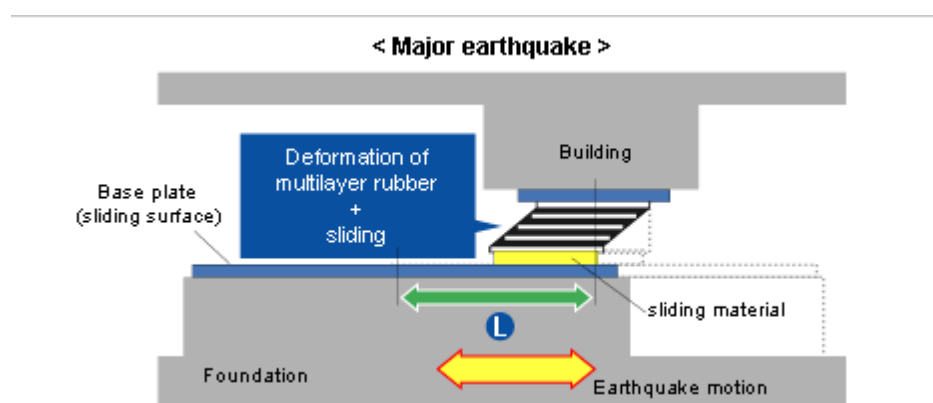 < Major earthquake >
Building
Deformation of
multilayer rubber
+
sliding
Base plate
(sliding surface)
sliding material
L
Foundation
Earthquake motion